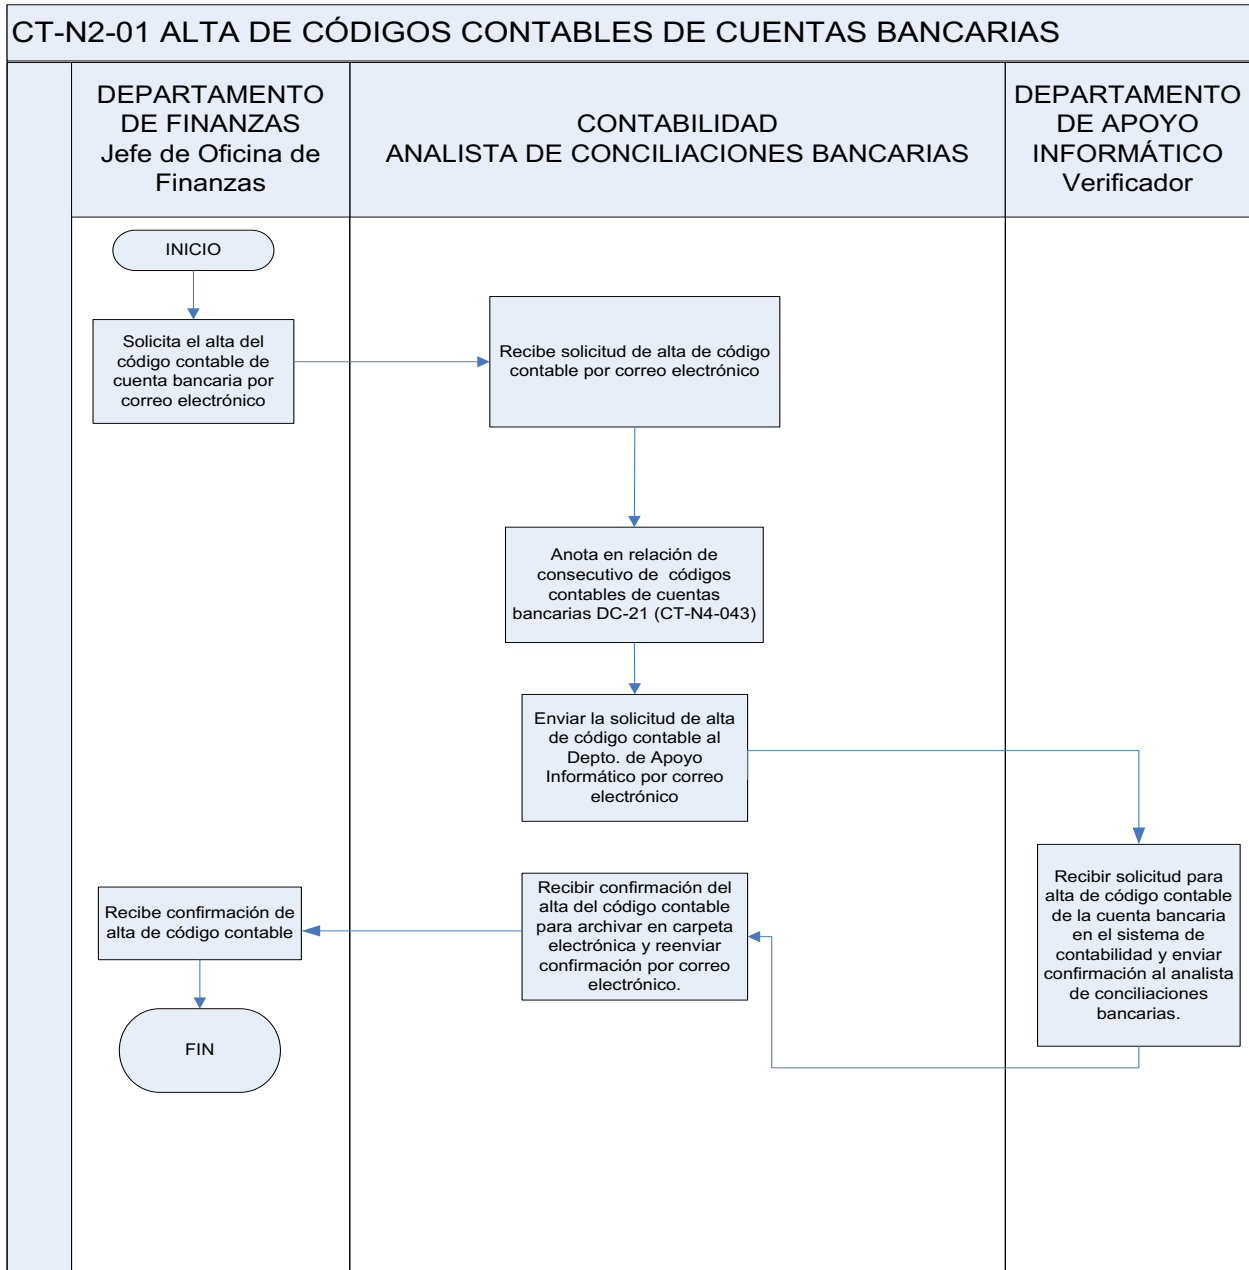 CT-N2-01 ALTA DE CÓDIGOS CONTABLES DE CUENTAS BANCARIAS
DEPARTAMENTO
DE FINANZAS
Jefe de Oficina de
Finanzas
CONTABILIDAD
ANALISTA DE CONCILIACIONES BANCARIAS
DEPARTAMENTO
DE APOYO
INFORMÁTICO
Verificador
INICIO
Solicita el alta del
código contable de
cuenta bancaria por
correo electrónico
Recibe solicitud de alta de código
contable por correo electrónico
Anota en relación de
consecutivo de códigos
contables de cuentas
bancarias DC-21 (CT-N4-043)
Enviar la solicitud de alta
de código contable al
Depto. de Apoyo
Informático por correo
electrónico
Recibir solicitud para
alta de código contable
de la cuenta bancaria
en el sistema de
contabilidad y enviar
confirmación al analista
de conciliaciones
bancarias.
Recibir confirmación del
alta del código contable
para archivar en carpeta
electrónica y reenviar
confirmación por correo
electrónico.
Recibe confirmación de
alta de código contable
FIN